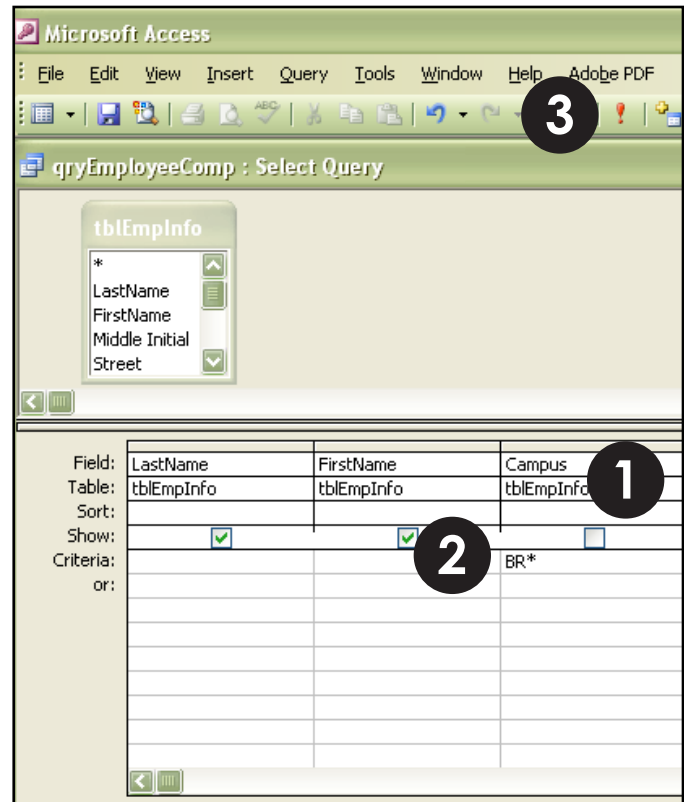 Microsoft Access
File Edit View Insert Query Tools Window Help Adobe PDF
ABC
3
qryEmployeeComp : Select Query
tblEmpInfo
*
LastName
FirstName
Middle Initial
Street
Field: LastName FirstName Campus
1
Table: tblEmpInfo tblEmpInfo tblEmpInfo
Sort:
Show:
2
Criteria: BR*
or: